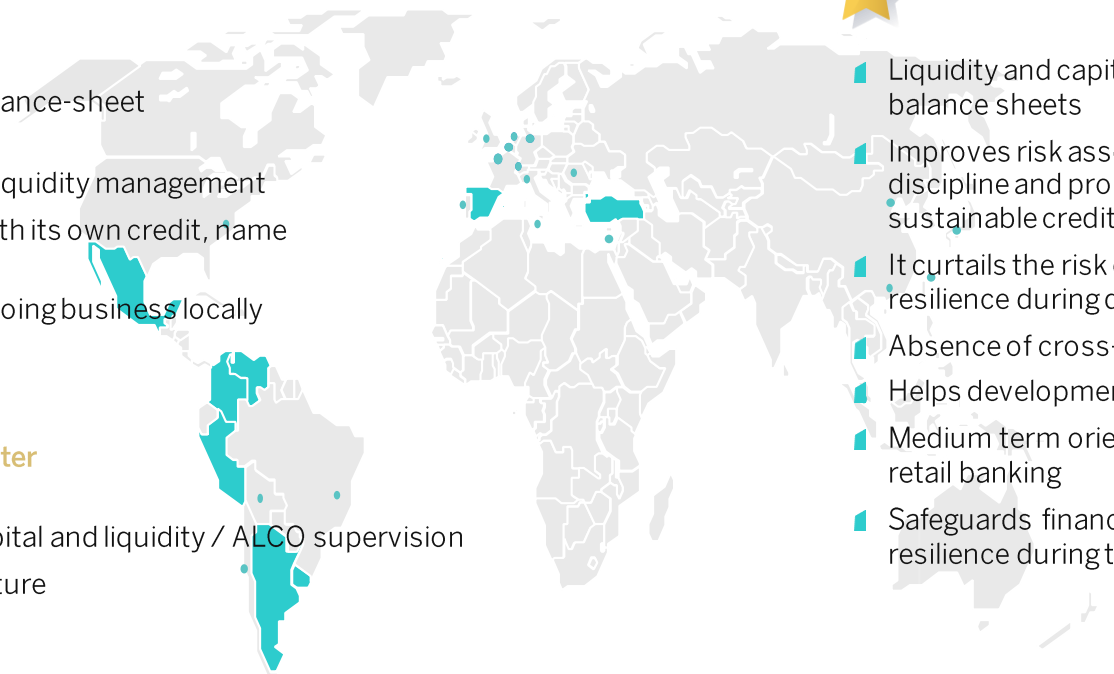 ance-sheet
quidity management
th its own credit, name
oing business locally
ter
pital and liquidity / ALCO supervision
ture
Liquidity and capit
balance sheets
Improves risk ass
discipline and pro
sustainable credit
It curtails the risk
resilience during
Absence of cross-
Helps developme
Medium term orie
retail banking
Safeguards financ
resilience during t